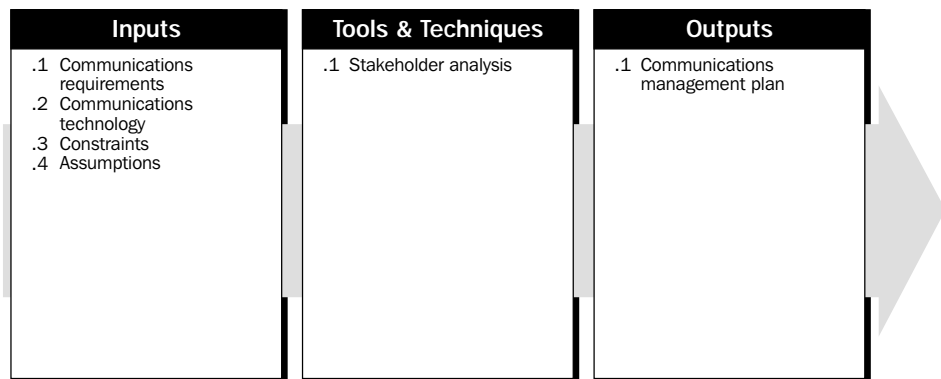 Inputs
.1 Communications
requirements
.2 Communications
technology
.3 Constraints
.4 Assumptions
Tools & Techniques
.1 Stakeholder analysis
Outputs
.1 Communications
management plan